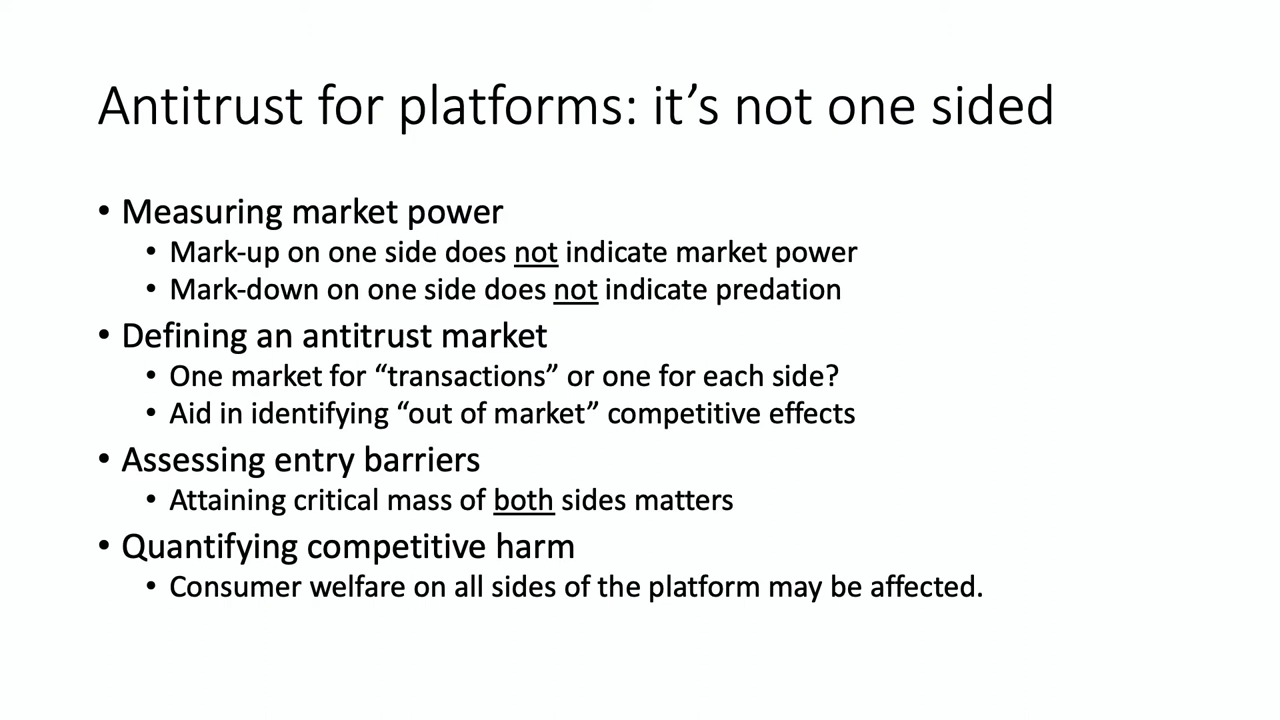 Antitrust for platforms: it’s not one sided
• Measuring market power
• Mark-up on one side does not indicate market power
• Mark-down on one side does not indicate predation
• Defining an antitrust market
• One market for “transactions” or one for each side?
• Aid in identifying “out of market” competitive effects
• Assessing entry barriers
• Attaining critical mass of both sides matters
• Quantifying competitive harm
• Consumer welfare on all sides of the platform may be affected.